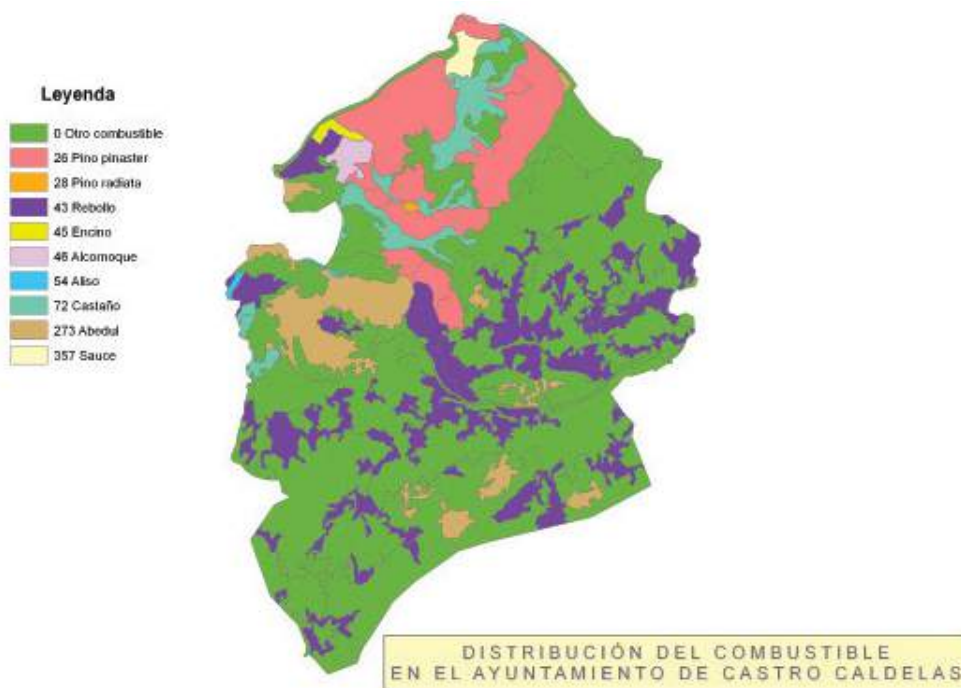 Leyenda
0 Otro combustible
26 Pino pinaster
28 Pino radiata
43 Rebollo
45 Encino
46 Alcornoque
54 Aliso
72 Castaño
273 Abedul
357 Sauce
DISTRIBUCIÓN DEL COMBUSTIBLE
EN EL AYUNTAMIENTO DE CASTRO CALDELAS